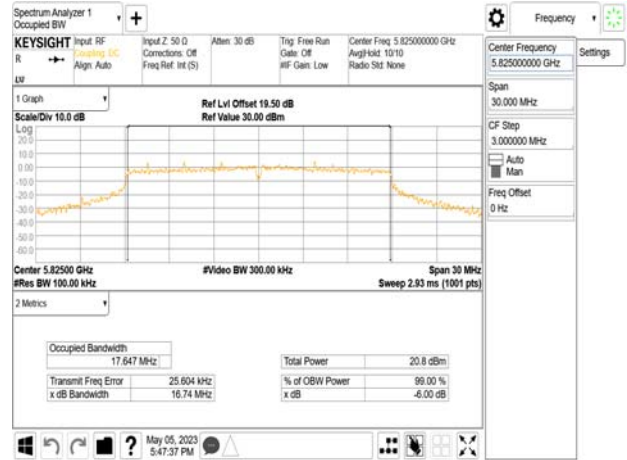 Spectrum Analyzer 1
Occupied BW
+
Frequency
KEYSIGHT
R
LXI
Input: RF
Coupling: DC
Align: Auto
Input Z: 50 Ω
Corrections: Off
Freq Ref: Int (S)
Atten: 30 dB
Trig: Free Run
Gate: Off
#IF Gain: Low
Center Freq: 5.825000000 GHz
Avg|Hold: 10/10
Radio Std: None
Center Frequency
5.825000000 GHz
Settings
Span
30.000 MHz
CF Step
3.000000 MHz
Auto
Man
Freq Offset
0 Hz
1 Graph
Scale/Div 10.0 dB
Ref Lvl Offset 19.50 dB
Ref Value 30.00 dBm
Log
20.0
10.0
0.00
-10.0
-20.0
-30.0
-40.0
-50.0
-60.0
Center 5.82500 GHz
#Res BW 100.00 kHz
#Video BW 300.00 kHz
Span 30 MHz
Sweep 2.93 ms (1001 pts)
2 Metrics
Occupied Bandwidth
17.647 MHz
Transmit Freq Error 25.604 kHz
x dB Bandwidth 16.74 MHz
Total Power 20.8 dBm
% of OBW Power 99.00 %
x dB -6.00 dB
?
May 05, 2023
5:47:37 PM